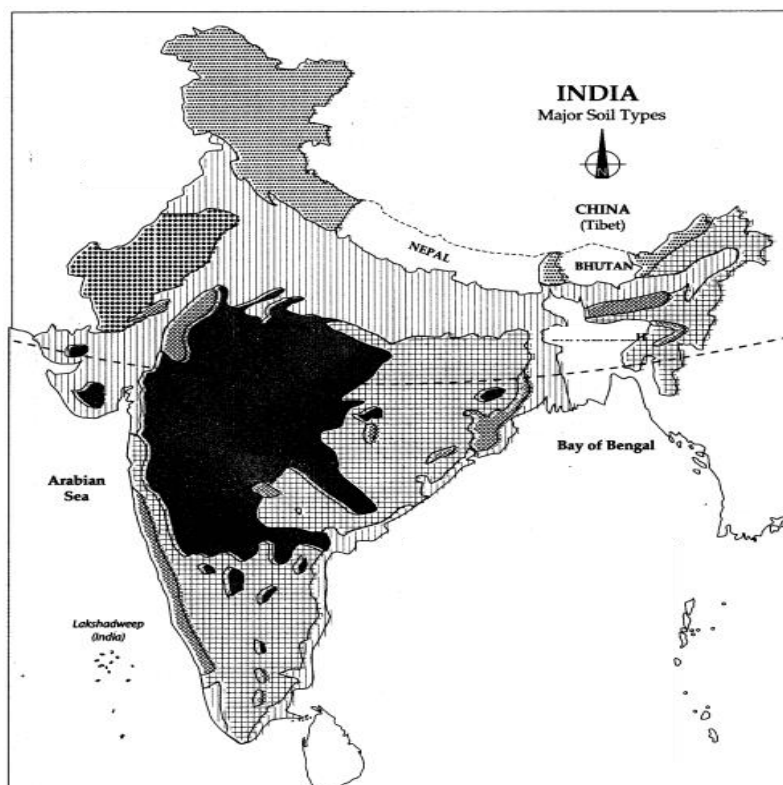 INDIA
Major Soil Types
N
CHINA
(Tibet)
NEPAL
BHUTAN
Bay of Bengal
Arabian
Sea
Lakshadweep
(India)